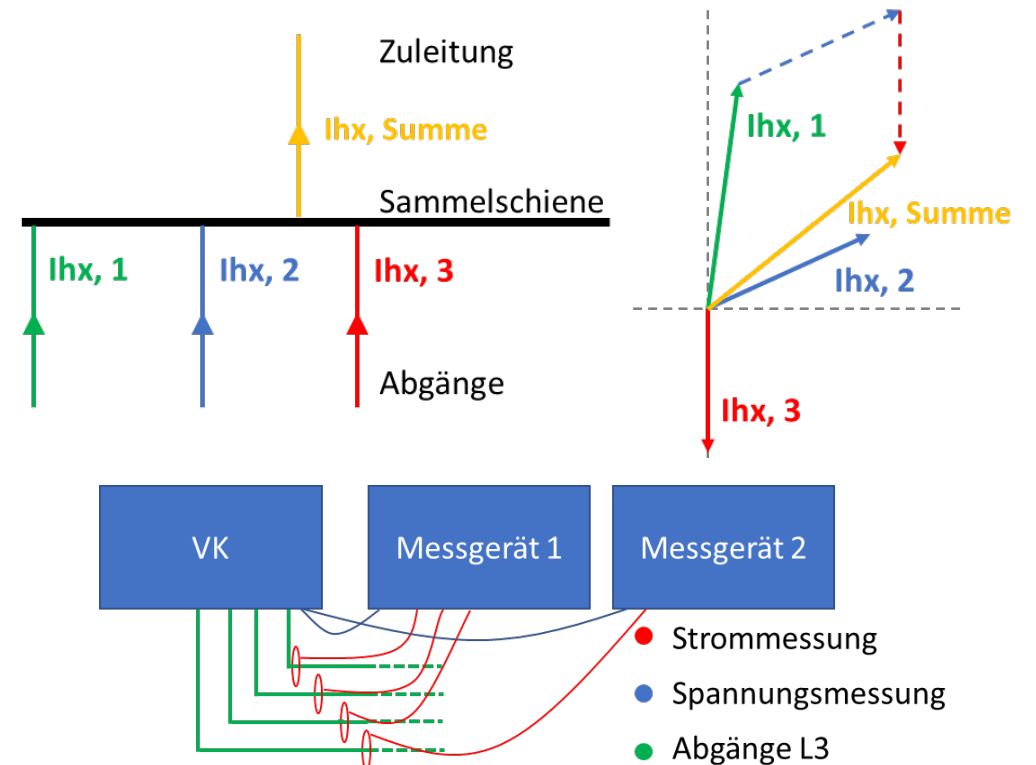 Zuleitung
Ihx, Summe
Sammelschiene
Ihx, 1
Ihx, 2
Ihx, 3
Abgänge
Ihx, 1
Ihx, Summe
Ihx, 2
Ihx, 3
VK
Messgerät 1
Messgerät 2
Strommessung
Spannungsmessung
Abgänge L3